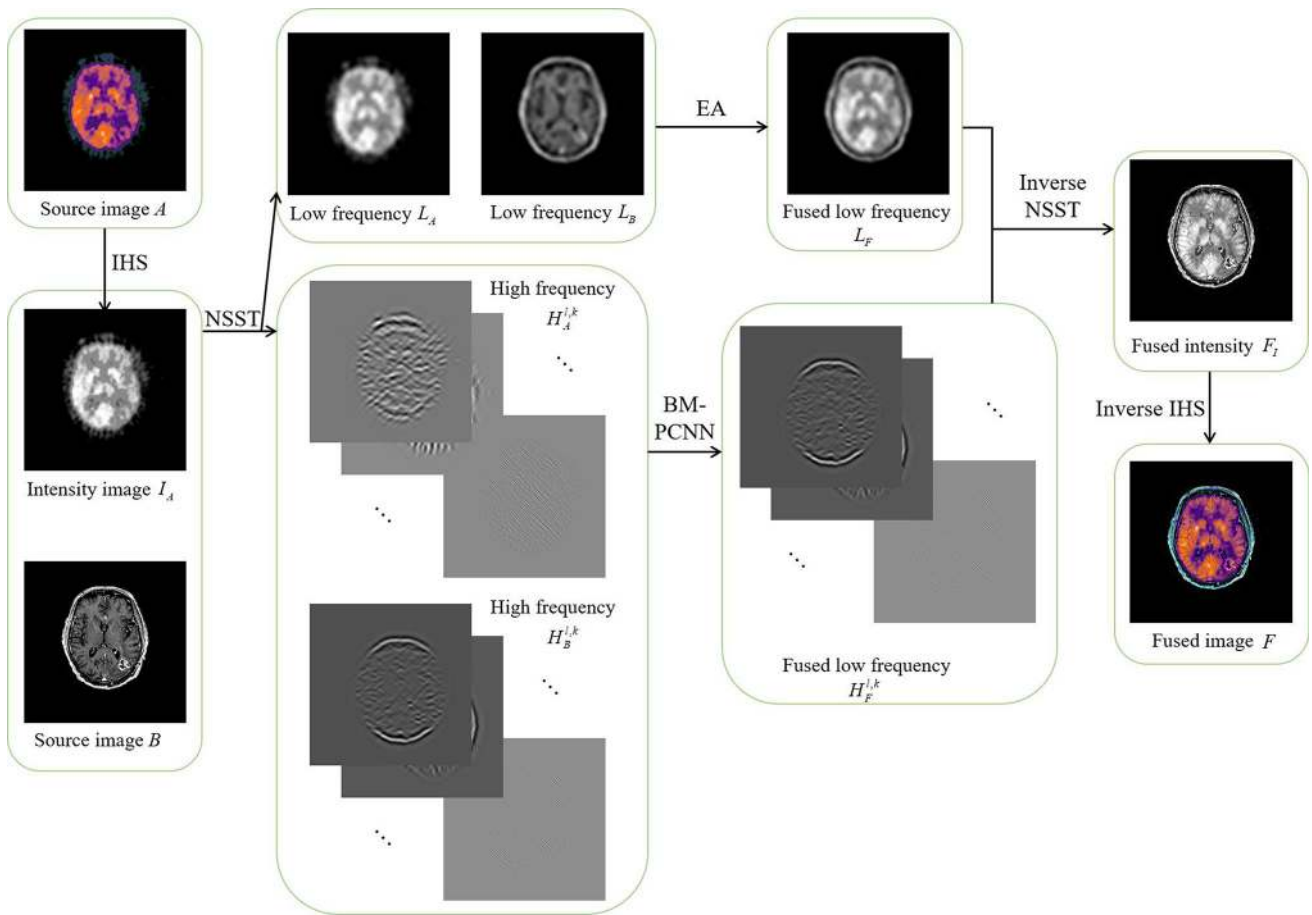 Source image A
IHS
Intensity image I_A
Source image B
NSST
Low frequency L_A
Low frequency L_B
High frequency
H_A^{l,k}
⋱
⋱
High frequency
H_B^{l,k}
⋱
⋱
EA
BM-
PCNN
Fused low frequency
L_F
⋱
⋱
Fused low frequency
H_F^{l,k}
Inverse
NSST
Fused intensity F_I
Inverse IHS
Fused image F